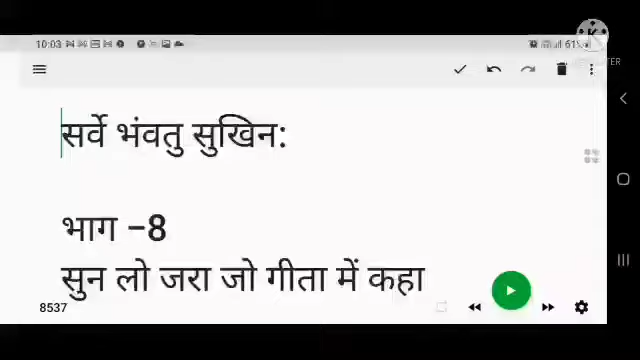 10:03
61%
सर्वे भंवतु सुखिन:
भाग –8
सुन लो जरा जो गीता में कहा
8537